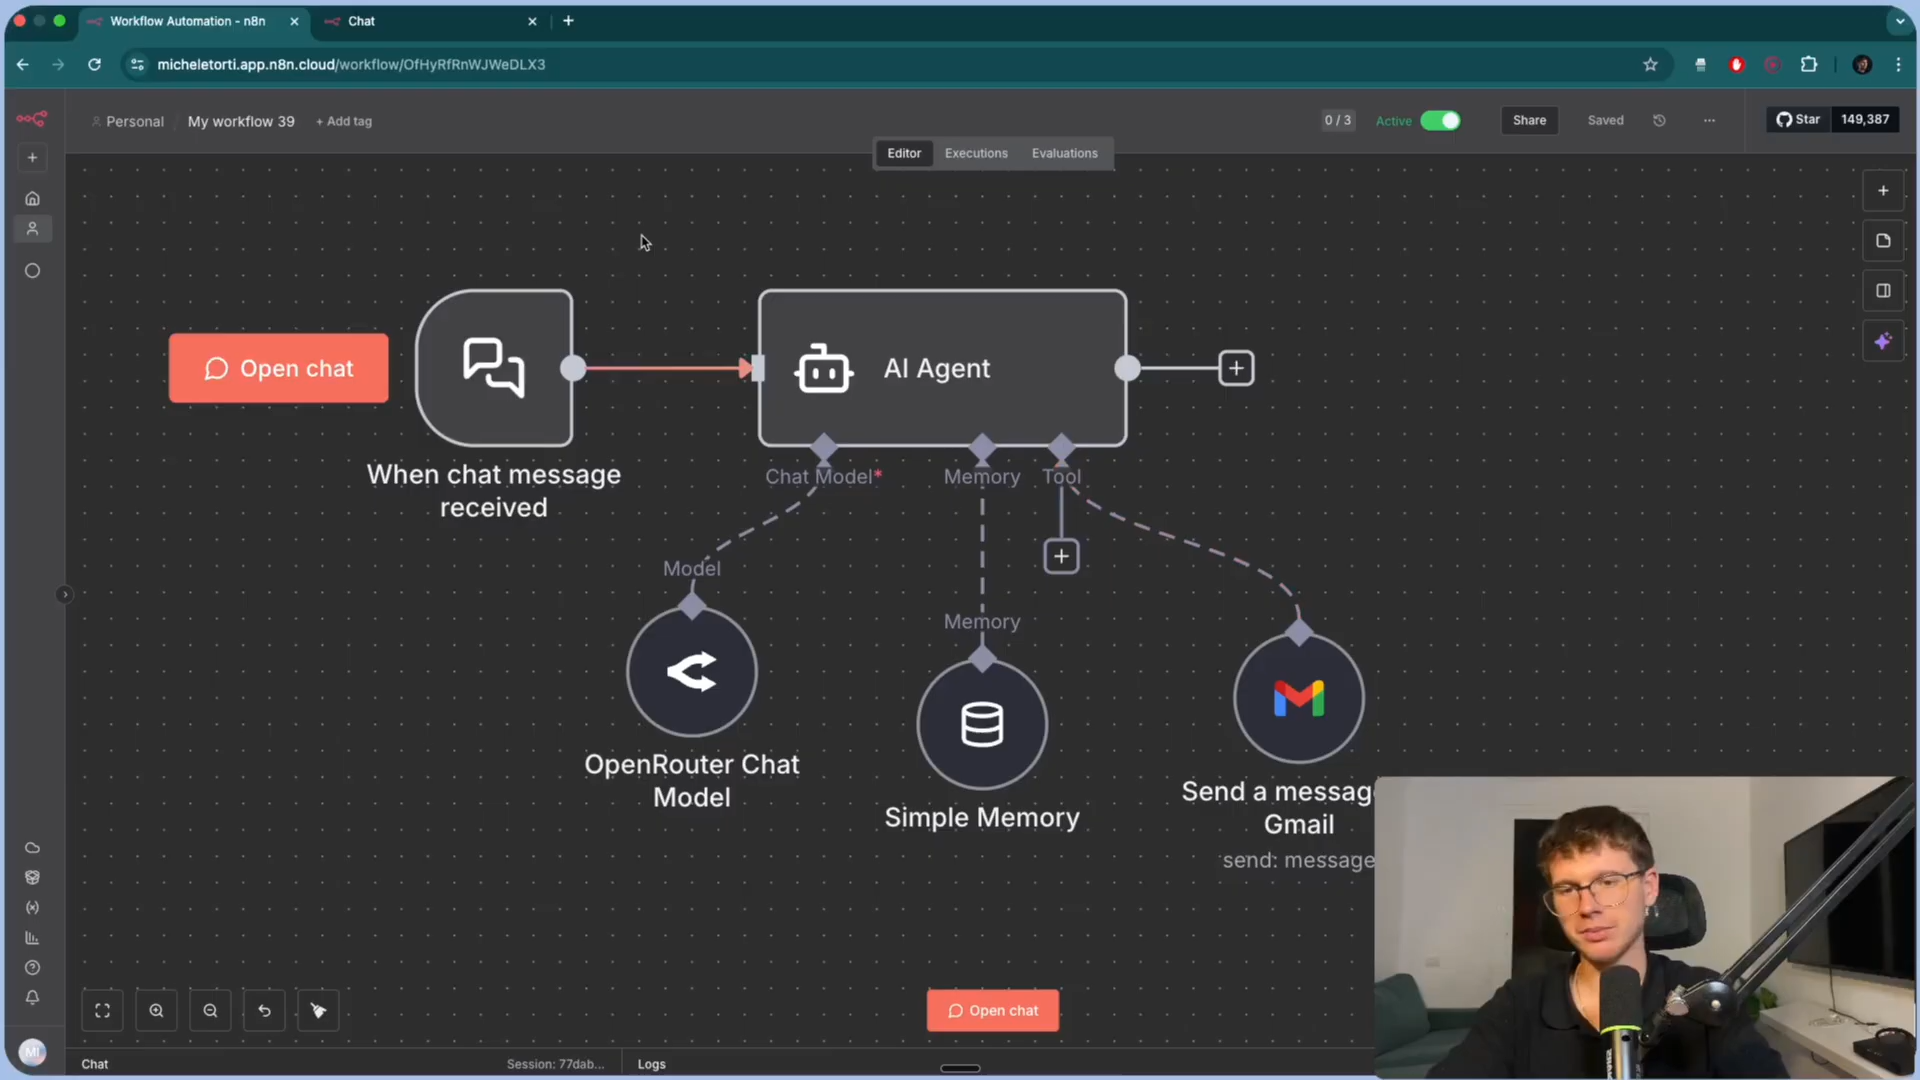 Workflow Automation - n8n
Chat
micheletorti.app.n8n.cloud/workflow/OfHyRfRnWJWeDLX3
Personal / My workflow 39 + Add tag
0 / 3 Active Share Saved ... Star 149,387
Editor Executions Evaluations
Open chat
AI Agent
Chat Model* Memory Tool
When chat message
received
Model
Memory
OpenRouter Chat
Model
Simple Memory
Send a messag
Gmail
send: message
Open chat
MI
Chat Session: 77dab... Logs